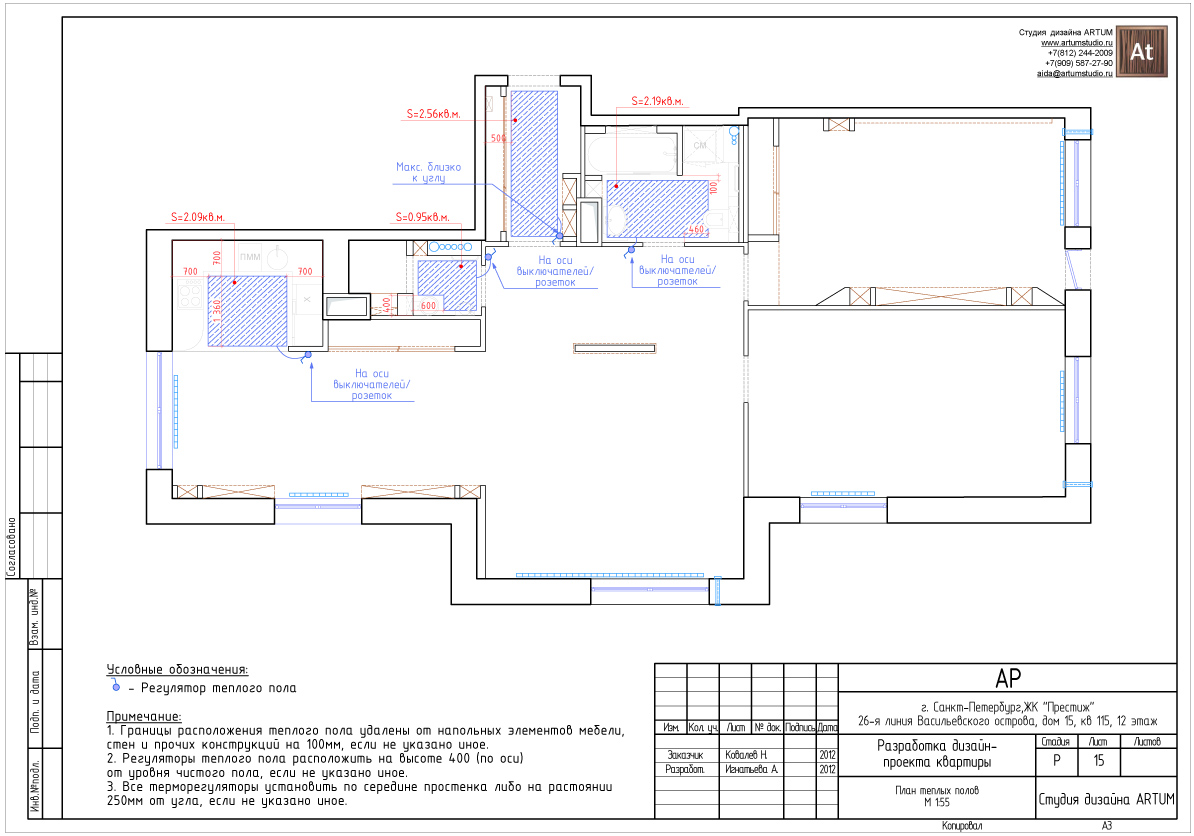 Студия дизайна ARTUM
www.artumstudio.ru
+7(812) 244-2009
+7(909) 587-27-90
aida@artumstudio.ru
At
S=2.56кв.м.
S=2.19кв.м.
500
СМ
Макс. близко
к углу
100
460
S=2.09кв.м.
S=0.95кв.м.
700
ПММ
700
700
Ж
1 360
400
600
На оси
выключателей/
розеток
На оси
выключателей/
розеток
На оси
выключателей/
розеток
Согласовано
Взам. инд.№
Подп. и дата
Инв.№подл.
Условные обозначения:
– Регулятор теплого пола
Примечание:
1. Границы расположения теплого пола удалены от напольных элементов мебели,
стен и прочих конструкций на 100мм, если не указано иное.
2. Регуляторы теплого пола расположить на высоте 400 (по оси)
от уровня чистого пола, если не указано иное.
3. Все терморегуляторы установить по середине простенка либо на растоянии
250мм от угла, если не указано иное.
АР
г. Санкт-Петербург,ЖК "Престиж"
26-я линия Васильевского острова, дом 15, кв 115, 12 этаж
Изм. Кол. уч. Лист № док. Подпись Дата
Заказчик Ковалев Н. 2012
Разработ. Игнатьева А. 2012
Разработка дизайн-
проекта квартиры
Стадия Лист Листов
Р 15
План теплых полов
М 1:55
Студия дизайна ARTUM
Копировал А3